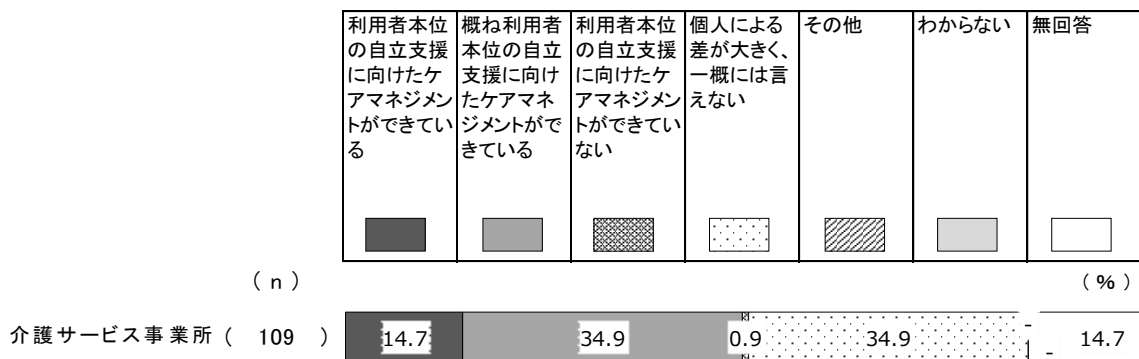 利用者本位
の自立支援
に向けたケ
アマネジメン
トができてい
る
概ね利用者
本位の自立
支援に向け
たケアマネ
ジメントがで
きている
利用者本位
の自立支援
に向けたケ
アマネジメン
トができてい
ない
個人による
差が大きく、
一概には言
えない
その他
わからない
無回答
(n)
(%)
介護サービス事業所 ( 109 ) 14.7 34.9 0.9 34.9 - - 14.7